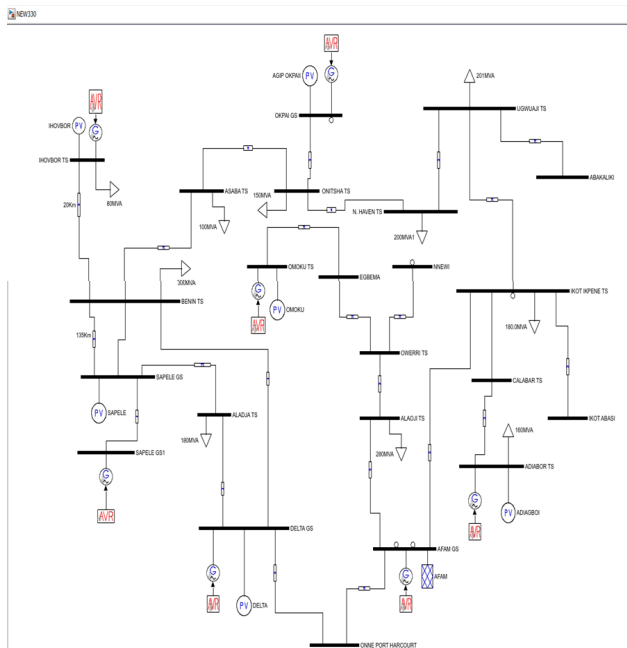 NEW330
AVR
G
AGIP OKPAII
PV
OKPAI GS
201MVA
UGWUAJI TS
ABAKALIKI
AVR
IHOVBOR
PV
G
IHOVBOR TS
60MVA
20Km
ASABA TS
100MVA
ONITSHA TS
150MVA
N. HAVEN TS
200MVA1
300MVA
BENIN TS
OMOKU TS
G
PV
OMOKU
AVR
EGBEMA
NNEWI
IKOT IKPENE TS
180.0MVA
135Km
OWERRI TS
SAPELE GS
PV
SAPELE
CALABAR TS
ALADJA TS
180MVA
ALAOJI TS
280MVA
IKOT ABASI
160MVA
SAPELE GS1
G
AVR
ADIABOR TS
G
AVR
PV
ADIAGBOI
DELTA GS
G
AVR
PV
DELTA
AFAM GS
G
AVR
AFAM
ONNE PORT HARCOURT